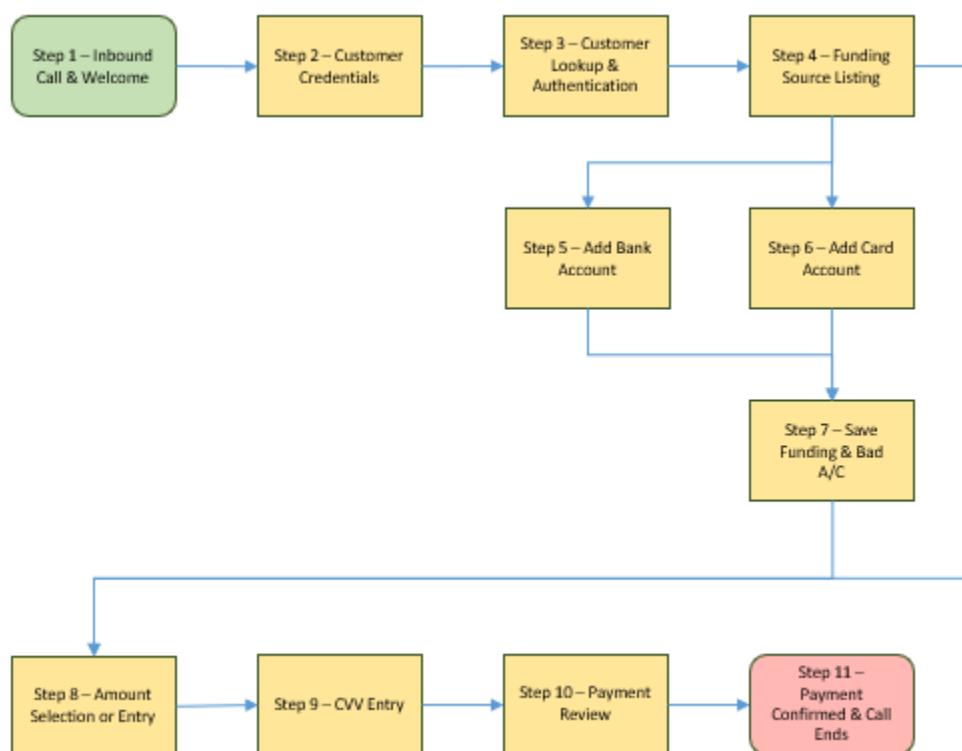 Step 1 – Inbound
Call & Welcome
Step 2 – Customer
Credentials
Step 3 – Customer
Lookup &
Authentication
Step 4 – Funding
Source Listing
Step 5 – Add Bank
Account
Step 6 – Add Card
Account
Step 7 – Save
Funding & Bad
A/C
Step 8 – Amount
Selection or Entry
Step 9 – CVV Entry
Step 10 – Payment
Review
Step 11 –
Payment
Confirmed & Call
Ends